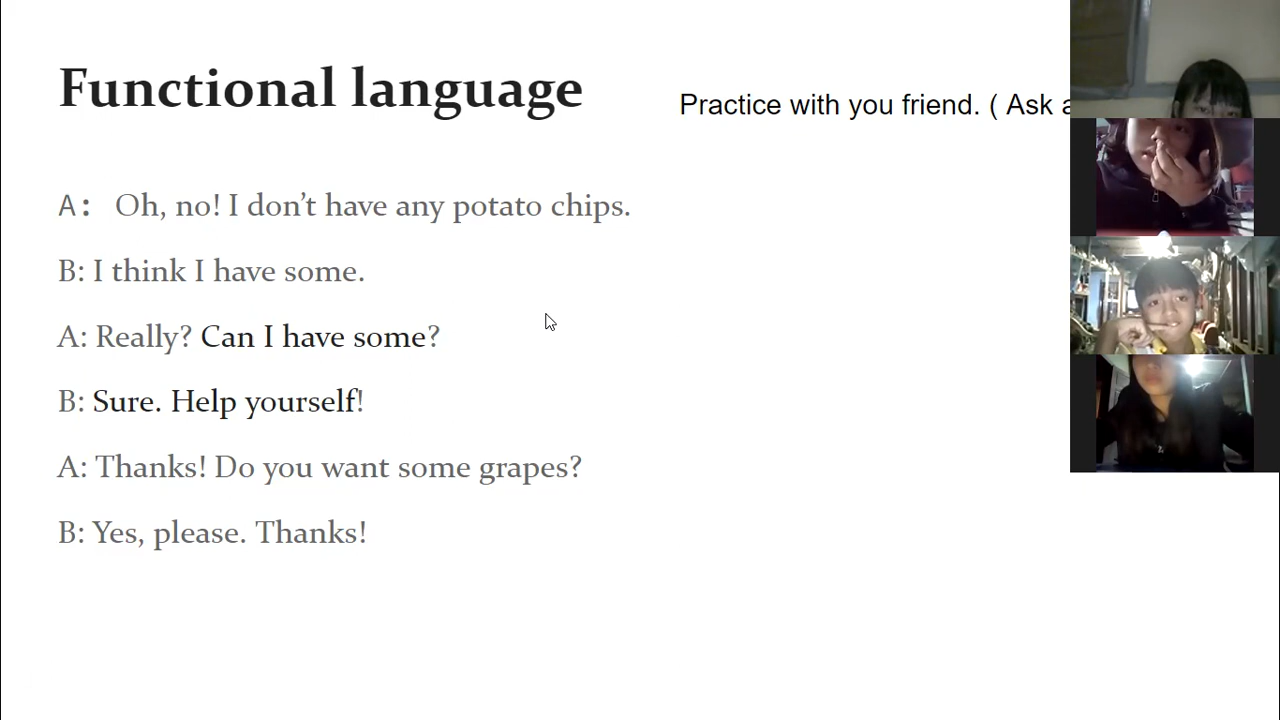 Functional language
Practice with you friend. ( Ask
A: Oh, no! I don't have any potato chips.
B: I think I have some.
A: Really? Can I have some?
B: Sure. Help yourself!
A: Thanks! Do you want some grapes?
B: Yes, please. Thanks!